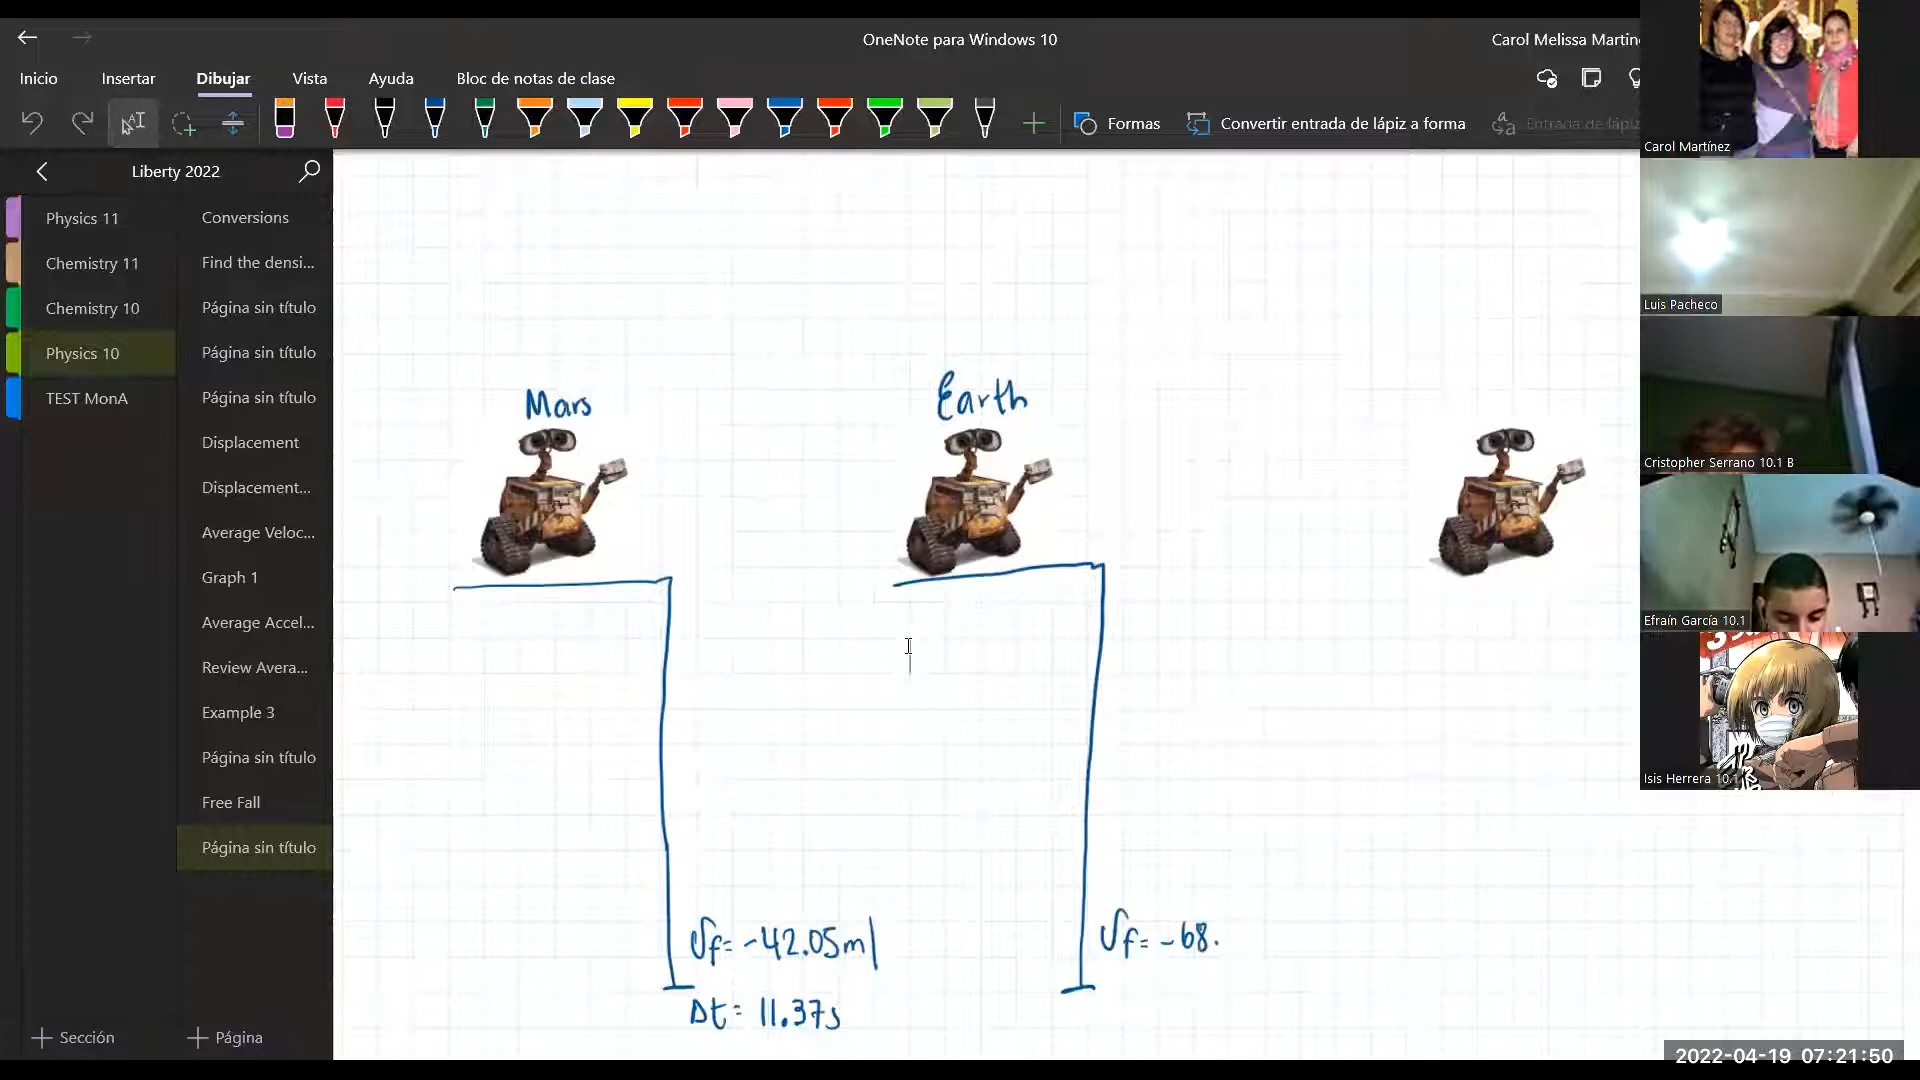 OneNote para Windows 10
Carol Melissa Martin
Inicio
Insertar
Dibujar
Vista
Ayuda
Bloc de notas de clase
Formas
Convertir entrada de lápiz a forma
Entrada de lápiz
Liberty 2022
Physics 11
Chemistry 11
Chemistry 10
Physics 10
TEST MonA
Conversions
Find the densi...
Página sin título
Página sin título
Página sin título
Displacement
Displacement...
Average Veloc...
Graph 1
Average Accel...
Review Avera...
Example 3
Página sin título
Free Fall
Página sin título
Sección
Página
Mars
Earth
Vf= -42.05m/
Δt= 11.37s
Vf= -68.
Carol Martínez
Luis Pacheco
Cristopher Serrano 10.1 B
Efraín García 10.1
Isis Herrera 10.1
2022-04-19 07:21:50